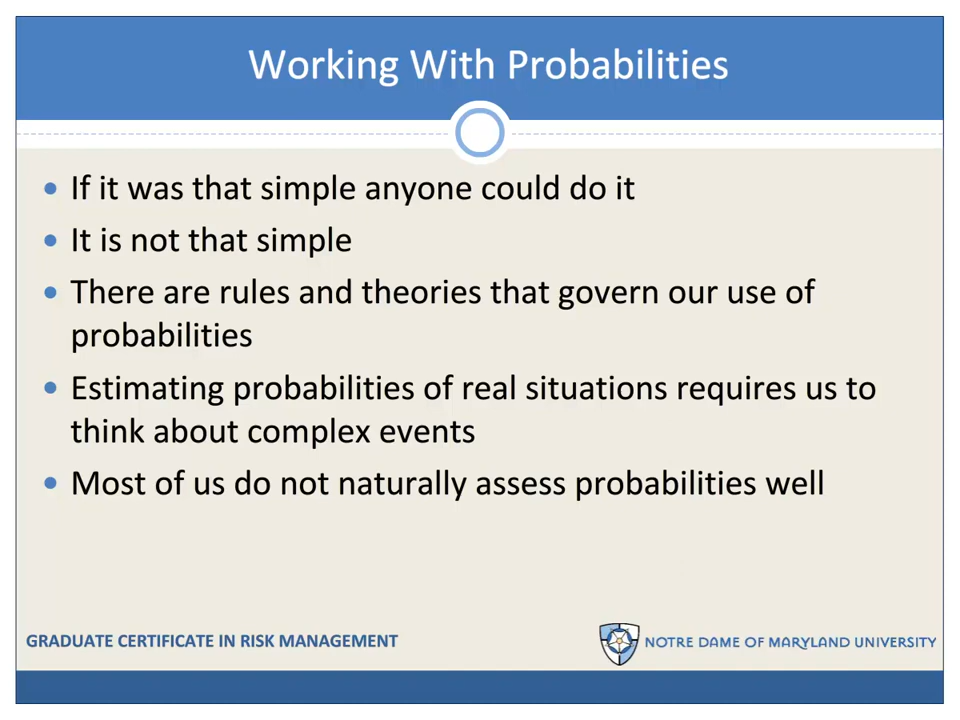 Working With Probabilities
If it was that simple anyone could do it
It is not that simple
There are rules and theories that govern our use of
probabilities
Estimating probabilities of real situations requires us to
think about complex events
Most of us do not naturally assess probabilities well
GRADUATE CERTIFICATE IN RISK MANAGEMENT
NOTRE DAME OF MARYLAND UNIVERSITY